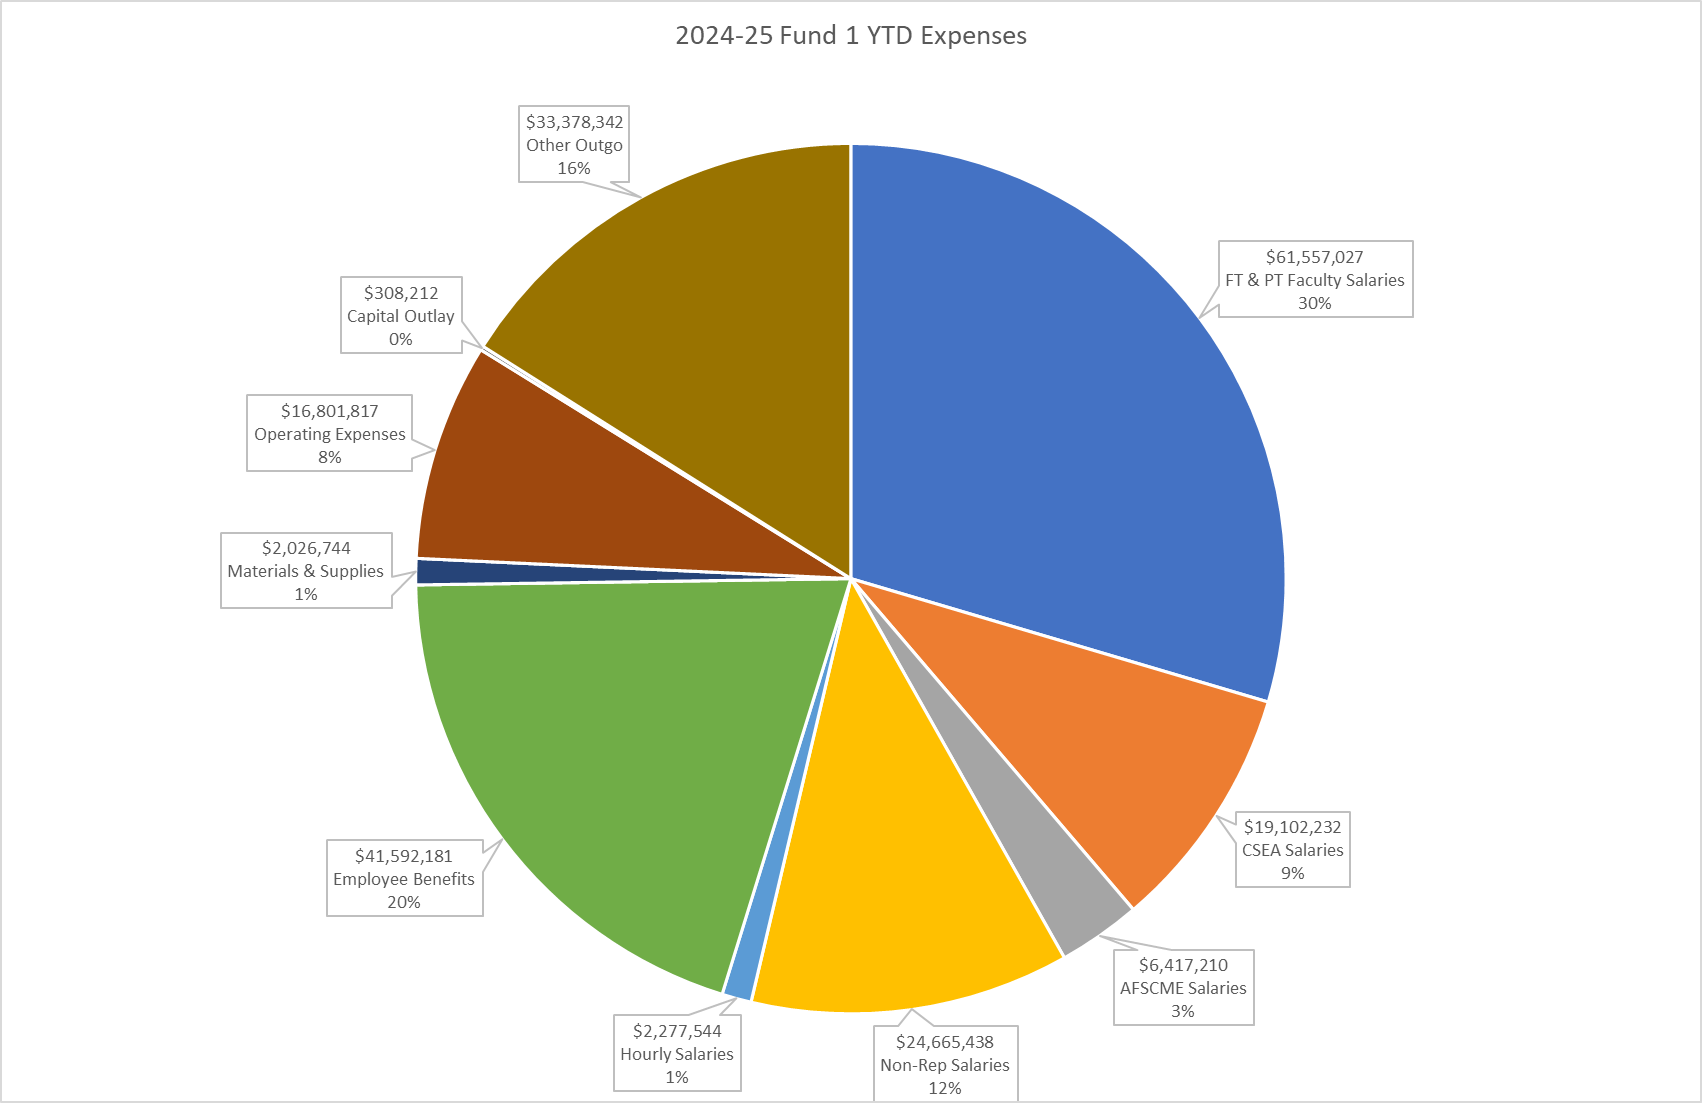 2024-25 Fund 1 YTD Expenses
$33,378,342
Other Outgo
16%
$61,557,027
FT & PT Faculty Salaries
30%
$308,212
Capital Outlay
0%
$16,801,817
Operating Expenses
8%
$2,026,744
Materials & Supplies
1%
$19,102,232
CSEA Salaries
9%
$41,592,181
Employee Benefits
20%
$6,417,210
AFSCME Salaries
3%
$2,277,544
Hourly Salaries
1%
$24,665,438
Non-Rep Salaries
12%